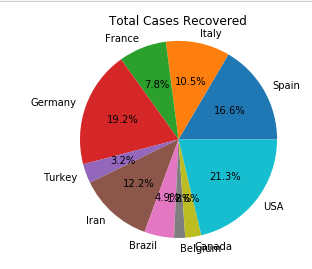 Total Cases Recovered
France
Italy
7.8%
10.5%
Spain
16.6%
Germany
19.2%
Turkey
3.2%
Iran
12.2%
21.3%
USA
4.9%
Brazil
Belgium
Canada